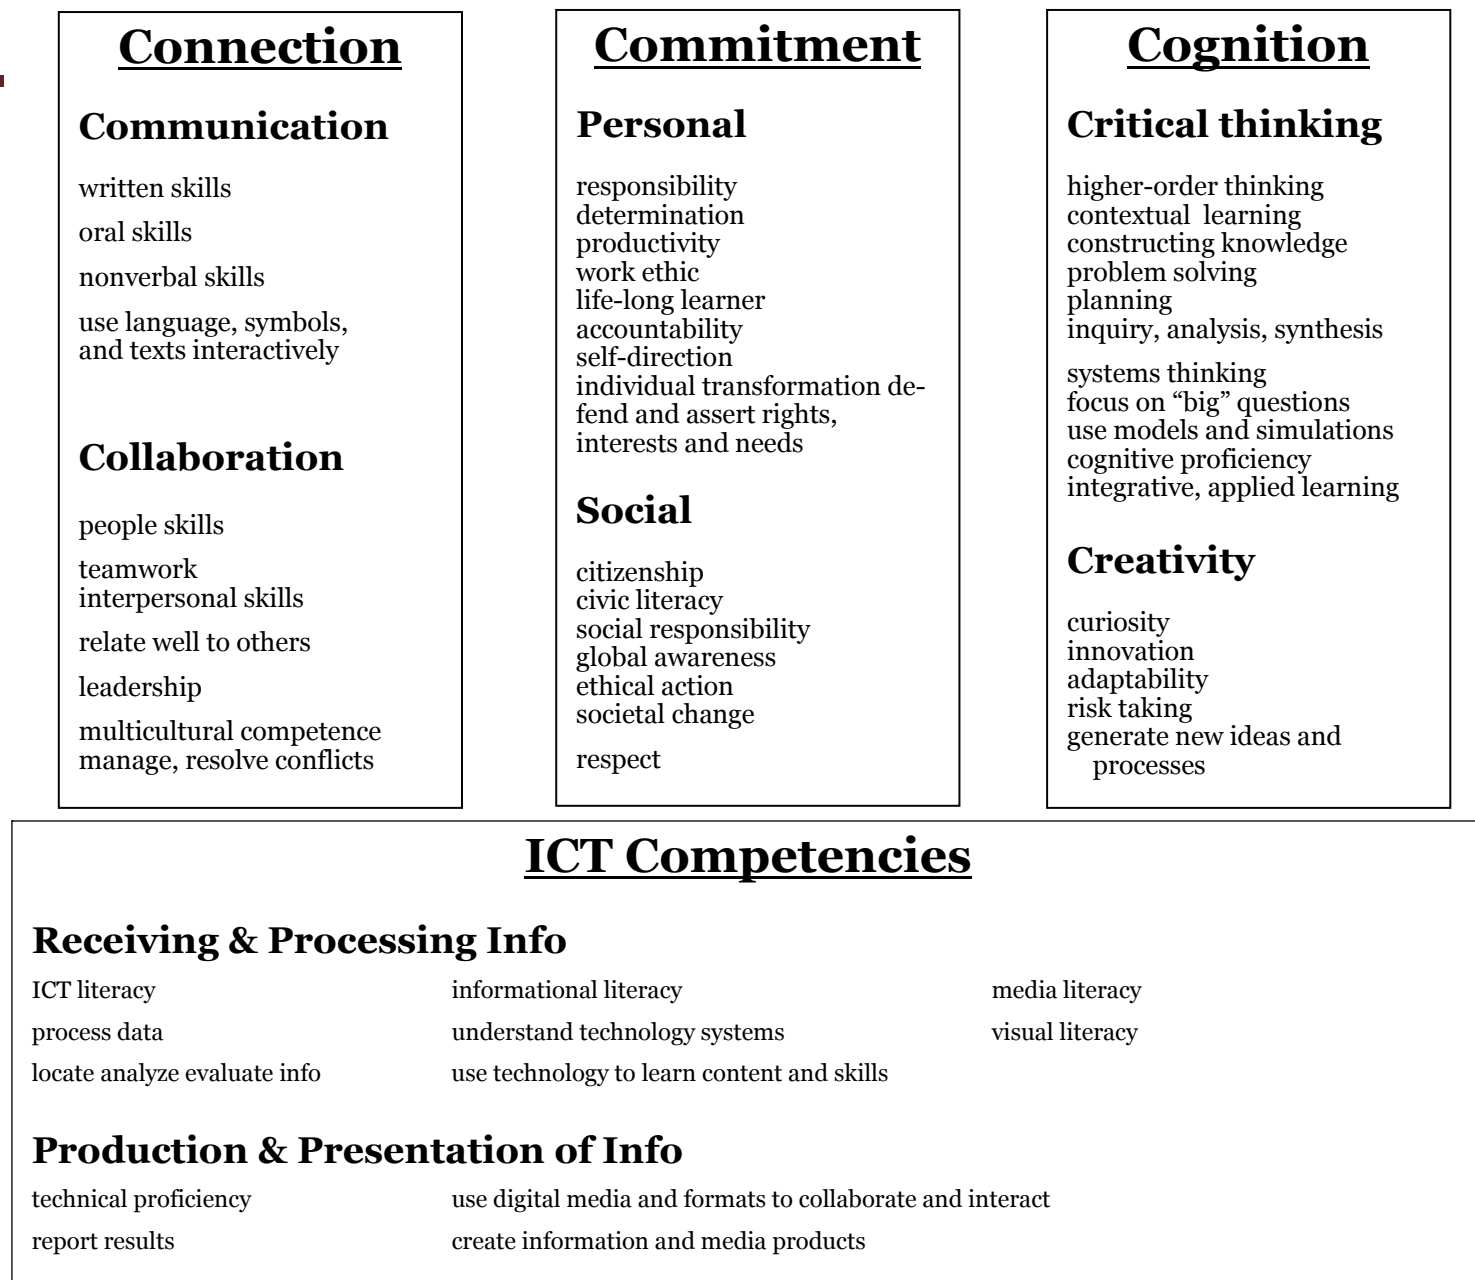 Connection
Communication
written skills
oral skills
nonverbal skills
use language, symbols,
and texts interactively
Collaboration
people skills
teamwork
interpersonal skills
relate well to others
leadership
multicultural competence
manage, resolve conflicts
Commitment
Personal
responsibility
determination
productivity
work ethic
life-long learner
accountability
self-direction
individual transformation de-
fend and assert rights,
interests and needs
Social
citizenship
civic literacy
social responsibility
global awareness
ethical action
societal change
respect
Cognition
Critical thinking
higher-order thinking
contextual  learning
constructing knowledge
problem solving
planning
inquiry, analysis, synthesis
systems thinking
focus on “big” questions
use models and simulations
cognitive proficiency
integrative, applied learning
Creativity
curiosity
innovation
adaptability
risk taking
generate new ideas and
processes
ICT Competencies
Receiving & Processing Info
ICT literacy informational literacy media literacy
process data understand technology systems visual literacy
locate analyze evaluate info use technology to learn content and skills
Production & Presentation of Info
technical proficiency use digital media and formats to collaborate and interact
report results create information and media products